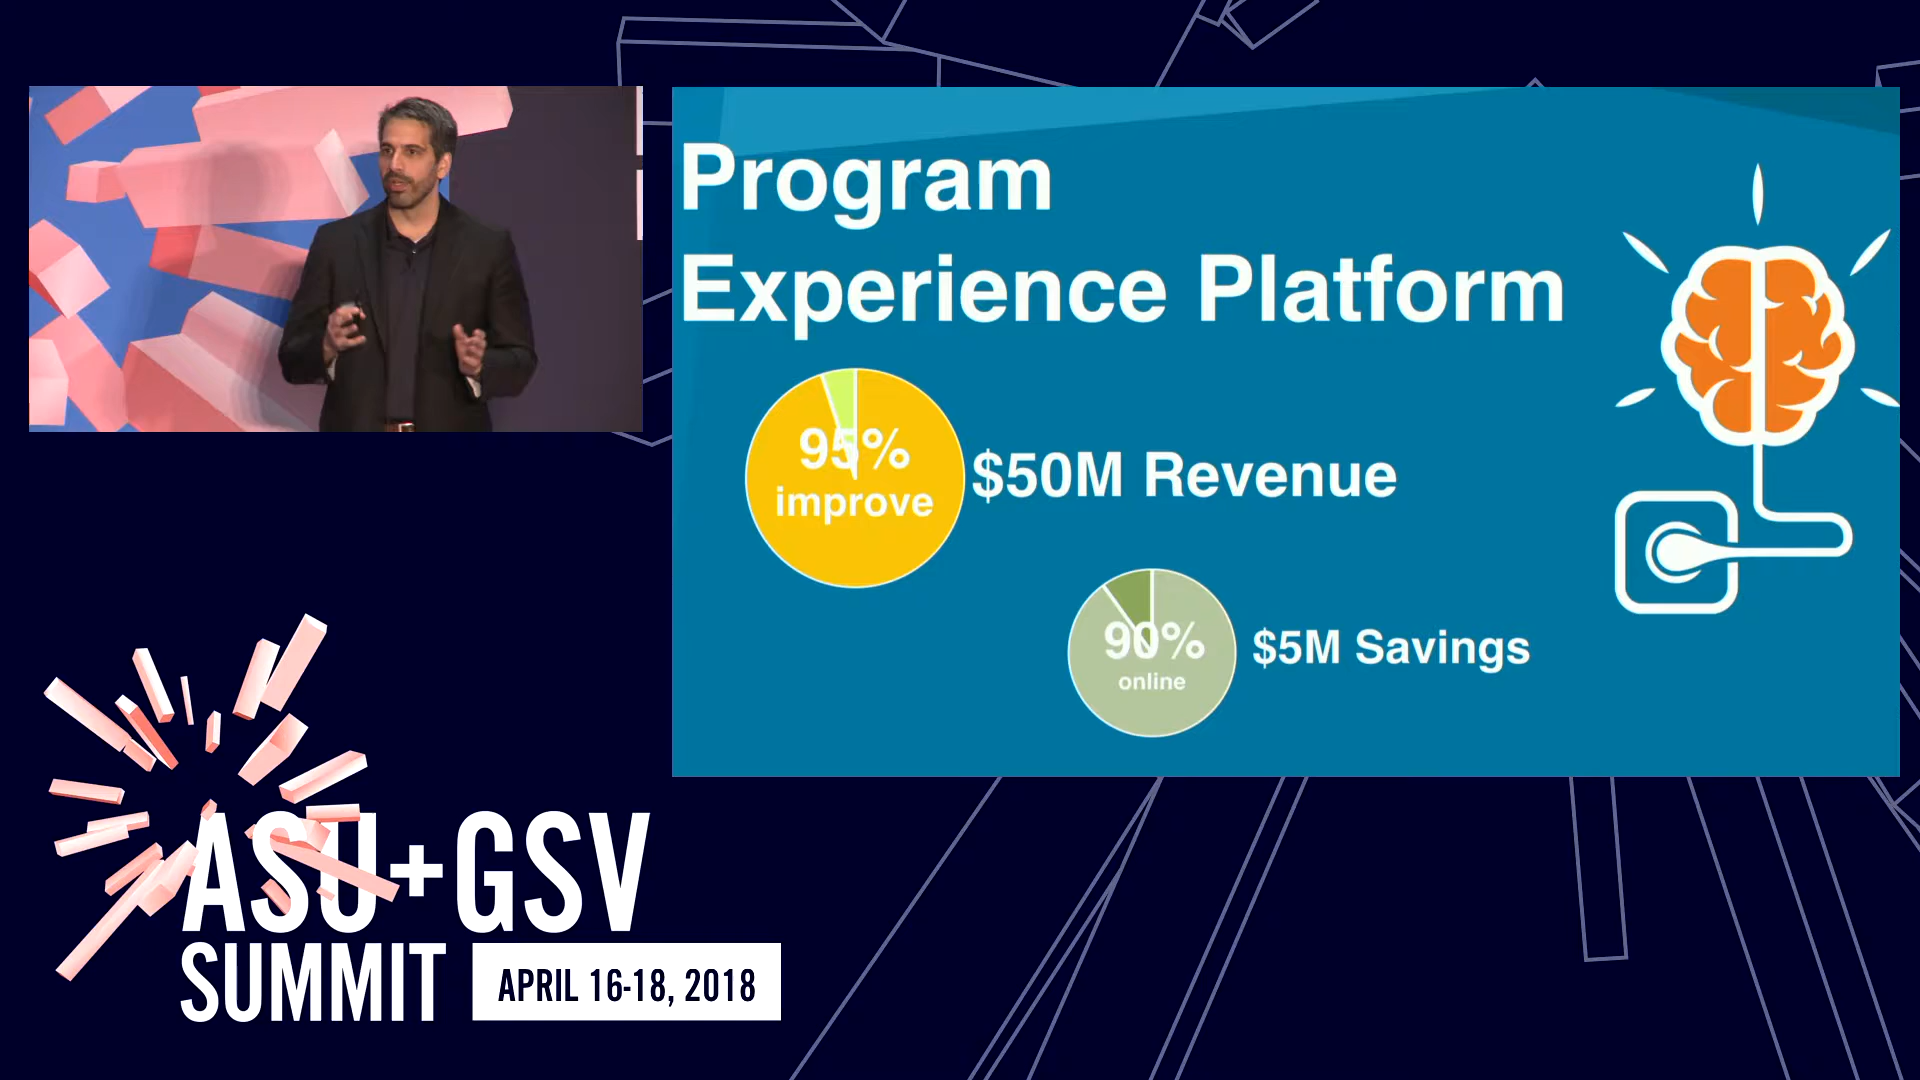 Program
Experience Platform
95%
improve
$50M Revenue
90%
online
$5M Savings
ASU+GSV
SUMMIT
APRIL 16-18, 2018